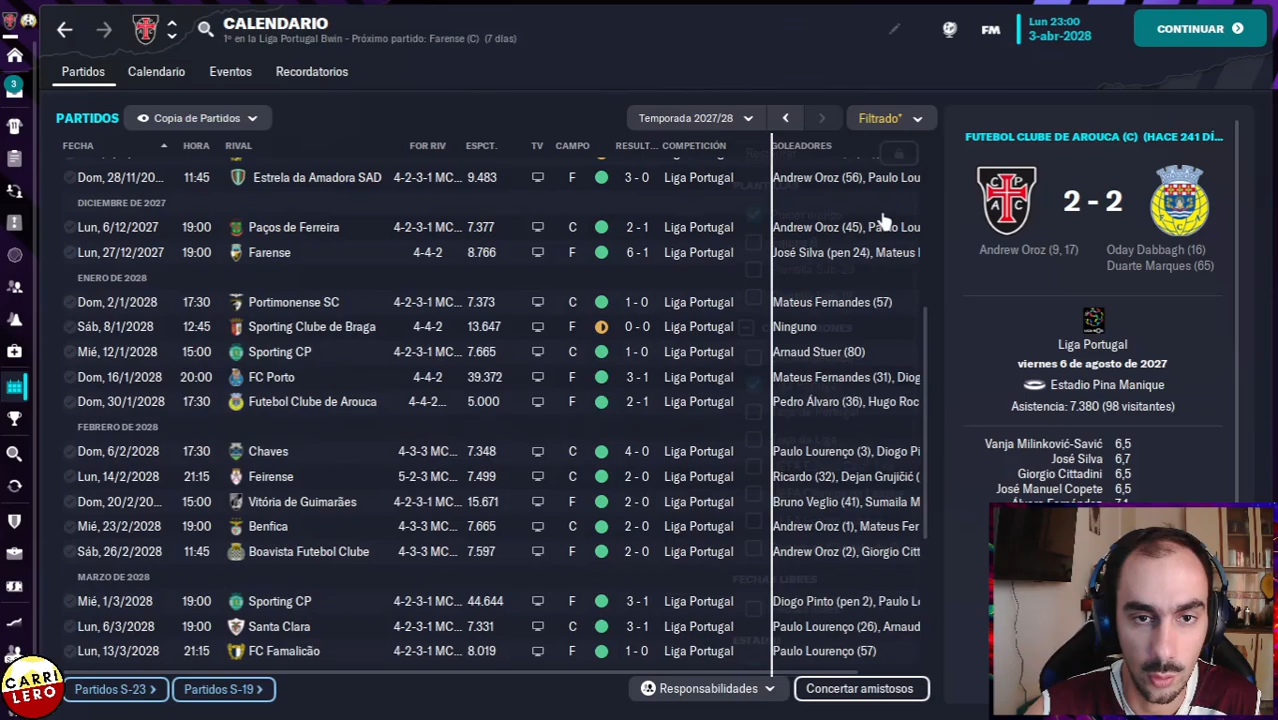 CALENDARIO
1º en la Liga Portugal Bwin - Próximo partido: Farense (C) (7 días)
FM
Lun 23:00
3-abr-2028
CONTINUAR
3
Partidos Calendario Eventos Recordatorios
PARTIDOS Copia de Partidos Temporada 2027/28 Filtrado*
FECHA HORA RIVAL FOR RIV ESPCT. TV CAMPO RESULT... COMPETICIÓN GOLEADORES
Dom, 28/11/20... 11:45 Estrela da Amadora SAD 4-2-3-1 MC... 9.483 F 3 - 0 Liga Portugal Andrew Oroz (56), Paulo Lou
DICIEMBRE DE 2027
Lun, 6/12/2027 19:00 Paços de Ferreira 4-2-3-1 MC... 7.377 C 2 - 1 Liga Portugal Andrew Oroz (45), Paulo Lou
Lun, 27/12/2027 19:00 Farense 4-4-2 8.766 F 6 - 1 Liga Portugal José Silva (pen 24), Mateus
ENERO DE 2028
Dom, 2/1/2028 17:30 Portimonense SC 4-2-3-1 MC... 7.373 C 1 - 0 Liga Portugal Mateus Fernandes (57)
Sáb, 8/1/2028 12:45 Sporting Clube de Braga 4-4-2 13.647 F 0 - 0 Liga Portugal Ninguno
Mié, 12/1/2028 15:00 Sporting CP 4-2-3-1 MC... 7.665 C 1 - 0 Liga Portugal Arnaud Stuer (80)
Dom, 16/1/2028 20:00 FC Porto 4-4-2 39.372 F 3 - 1 Liga Portugal Mateus Fernandes (31), Diog
Dom, 30/1/2028 17:30 Futebol Clube de Arouca 4-4-2... 5.000 F 2 - 1 Liga Portugal Pedro Álvaro (36), Hugo Roc
FEBRERO DE 2028
Dom, 6/2/2028 17:30 Chaves 4-3-3 MC... 7.348 C 4 - 0 Liga Portugal Paulo Lourenço (3), Diogo Pi
Lun, 14/2/2028 21:15 Feirense 5-2-3 MC... 7.499 C 2 - 0 Liga Portugal Ricardo (32), Dejan Grujičić (
Dom, 20/2/20... 15:00 Vitória de Guimarães 4-2-3-1 MC... 15.671 F 2 - 0 Liga Portugal Bruno Veglio (41), Sumaila M
Mié, 23/2/2028 19:00 Benfica 4-3-3 MC... 7.665 C 2 - 0 Liga Portugal Andrew Oroz (1), Mateus Fer
Sáb, 26/2/2028 11:45 Boavista Futebol Clube 4-3-3 MC... 7.597 F 2 - 0 Liga Portugal Andrew Oroz (2), Giorgio Citt
MARZO DE 2028
Mié, 1/3/2028 19:00 Sporting CP 4-2-3-1 MC... 44.644 F 3 - 1 Liga Portugal Diogo Pinto (pen 2), Paulo L
Lun, 6/3/2028 19:00 Santa Clara 4-2-3-1 MC... 7.331 C 3 - 1 Liga Portugal Paulo Lourenço (26), Arnaud
Lun, 13/3/2028 21:15 FC Famalicão 4-2-3-1 MC... 8.019 F 1 - 0 Liga Portugal Paulo Lourenço (57)
Partidos S-23 Partidos S-19 Responsabilidades Concertar amistosos
FUTEBOL CLUBE DE AROUCA (C) (HACE 241 DÍ...
2 - 2
Andrew Oroz (9, 17)
Oday Dabbagh (16)
Duarte Marques (65)
Liga Portugal
viernes 6 de agosto de 2027
Estadio Pina Manique
Asistencia: 7.380 (98 visitantes)
Vanja Milinković-Savić 6,5
José Silva 6,7
Giorgio Cittadini 6,5
José Manuel Copete 6,5
CARRI
LERO